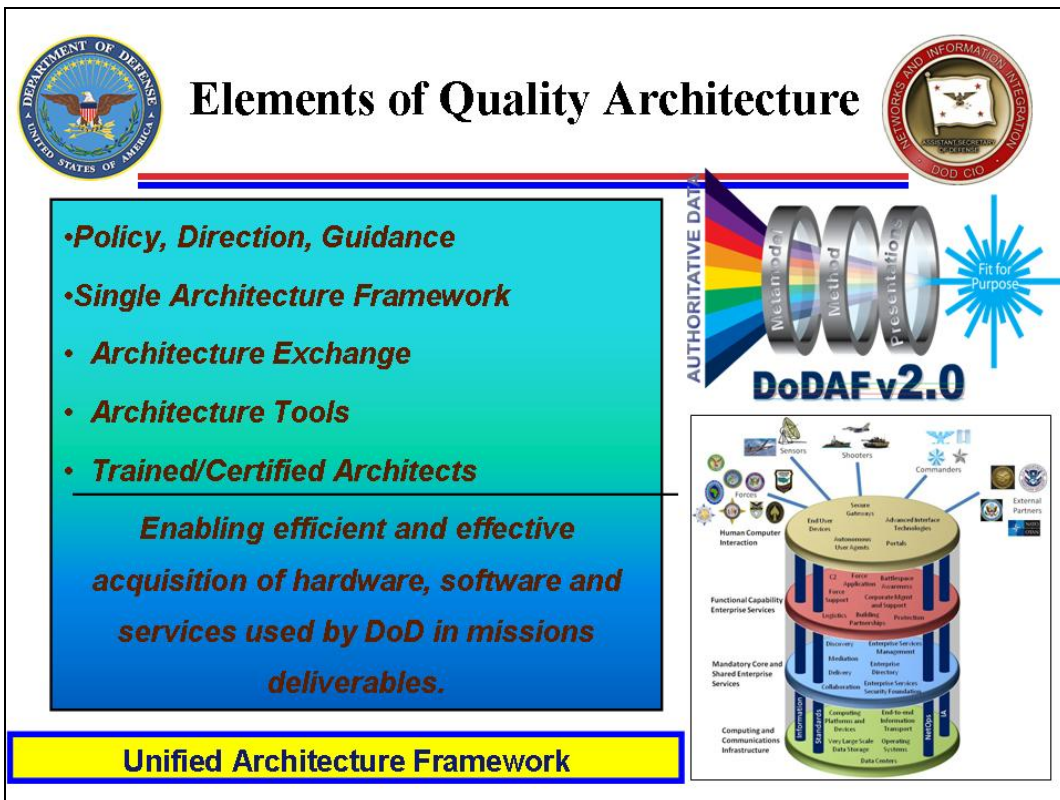 DEPARTMENT OF DEFENSE
UNITED STATES OF AMERICA
Elements of Quality Architecture
NETWORKS AND INFORMATION INTEGRATION
ASSISTANT SECRETARY
OF DEFENSE
DOD CIO
•Policy, Direction, Guidance
•Single Architecture Framework
• Architecture Exchange
• Architecture Tools
• Trained/Certified Architects
Enabling efficient and effective
acquisition of hardware, software and
services used by DoD in missions
deliverables.
Unified Architecture Framework
AUTHORITATIVE DATA
Metamodel
Method
Presentations
Fit for
Purpose
DoDAF v2.0
Sensors
Shooters
Commanders
Forces
External
Partners
Human Computer
Interaction
End User
Devices
Secure
Gateways
Advanced Interface
Technologies
Autonomous
User Agents
Portals
Functional Capability
Enterprise Services
C2
Force
Application
Battlespace
Awareness
Force
Support
Corporate Mgmt
and Support
Logistics
Building
Partnerships
Protection
Mandatory Core and
Shared Enterprise
Services
Discovery
Enterprise Services
Management
Mediation
Enterprise
Directory
Delivery
Collaboration
Enterprise Services
Security Foundation
Computing and
Communications
Infrastructure
Information
Standards
Computing
Platforms and
Devices
End-to-end
Information
Transport
Very Large Scale
Data Storage
Operating
Systems
Data Centers
NetOps
IA